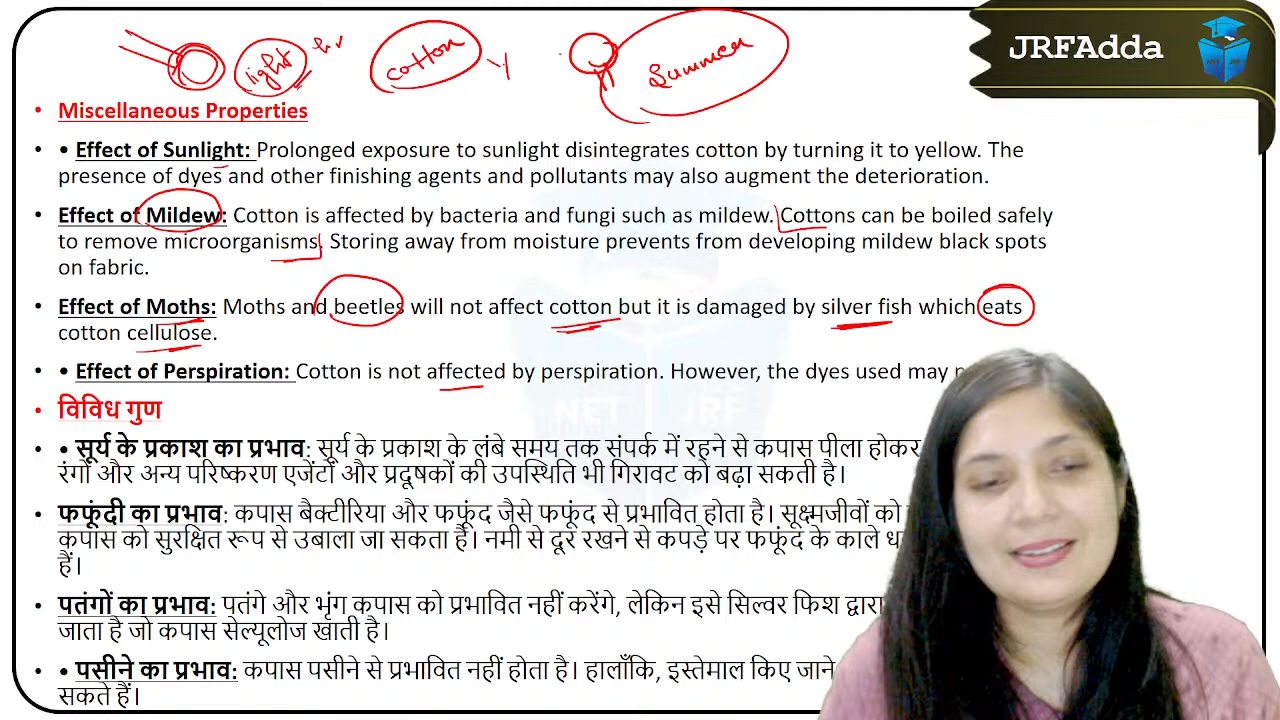 light
cotton
Summer
JRFAdda
NET JRF
Miscellaneous Properties
• Effect of Sunlight: Prolonged exposure to sunlight disintegrates cotton by turning it to yellow. The
presence of dyes and other finishing agents and pollutants may also augment the deterioration.
Effect of Mildew: Cotton is affected by bacteria and fungi such as mildew. Cottons can be boiled safely
to remove microorganisms. Storing away from moisture prevents from developing mildew black spots
on fabric.
Effect of Moths: Moths and beetles will not affect cotton but it is damaged by silver fish which eats
cotton cellulose.
• Effect of Perspiration: Cotton is not affected by perspiration. However, the dyes used may
NET JRF
विविध गुण
• सूर्य के प्रकाश का प्रभाव: सूर्य के प्रकाश के लंबे समय तक संपर्क में रहने से कपास पीला होकर
रंगों और अन्य परिष्करण एजेंटों और प्रदूषकों की उपस्थिति भी गिरावट को बढ़ा सकती है।
फफूंदी का प्रभाव: कपास बैक्टीरिया और फफूंद जैसे फफूंद से प्रभावित होता है। सूक्ष्मजीवों को
कपास को सुरक्षित रूप से उबाला जा सकता है। नमी से दूर रखने से कपड़े पर फफूंद के काले
हैं।
पतंगों का प्रभाव: पतंगे और भृंग कपास को प्रभावित नहीं करेंगे, लेकिन इसे सिल्वर फिश द्वारा
जाता है जो कपास सेल्यूलोज खाती है।
• पसीने का प्रभाव: कपास पसीने से प्रभावित नहीं होता है। हालाँकि, इस्तेमाल किए जाने
सकते हैं।